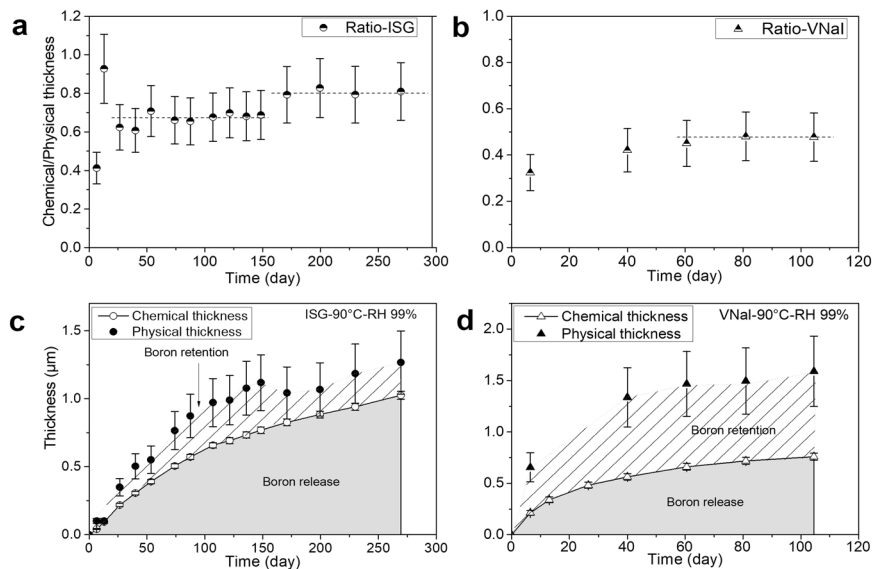 a
Ratio-ISG
Chemical/Physical thickness
1.2
1.0
0.8
0.6
0.4
0.2
0.0
0 50 100 150 200 250 300
Time (day)
b
Ratio-VNaI
1.0
0.8
0.6
0.4
0.2
0.0
0 20 40 60 80 100 120
Time (day)
c
Chemical thickness
Physical thickness
ISG-90°C-RH 99%
Boron retention
Boron release
Thickness (μm)
1.5
1.0
0.5
0.0
0 50 100 150 200 250 300
Time (day)
d
Chemical thickness
Physical thickness
VNaI-90°C-RH 99%
Boron retention
Boron release
2.0
1.5
1.0
0.5
0.0
0 20 40 60 80 100 120
Time (day)